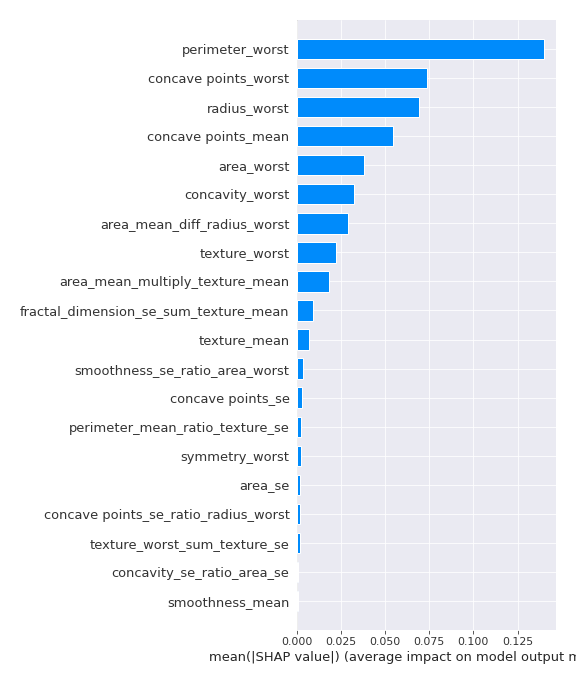 perimeter_worst
concave points_worst
radius_worst
concave points_mean
area_worst
concavity_worst
area_mean_diff_radius_worst
texture_worst
area_mean_multiply_texture_mean
fractal_dimension_se_sum_texture_mean
texture_mean
smoothness_se_ratio_area_worst
concave points_se
perimeter_mean_ratio_texture_se
symmetry_worst
area_se
concave points_se_ratio_radius_worst
texture_worst_sum_texture_se
concavity_se_ratio_area_se
smoothness_mean
0.000 0.025 0.050 0.075 0.100 0.125
mean(|SHAP value|) (average impact on model output m